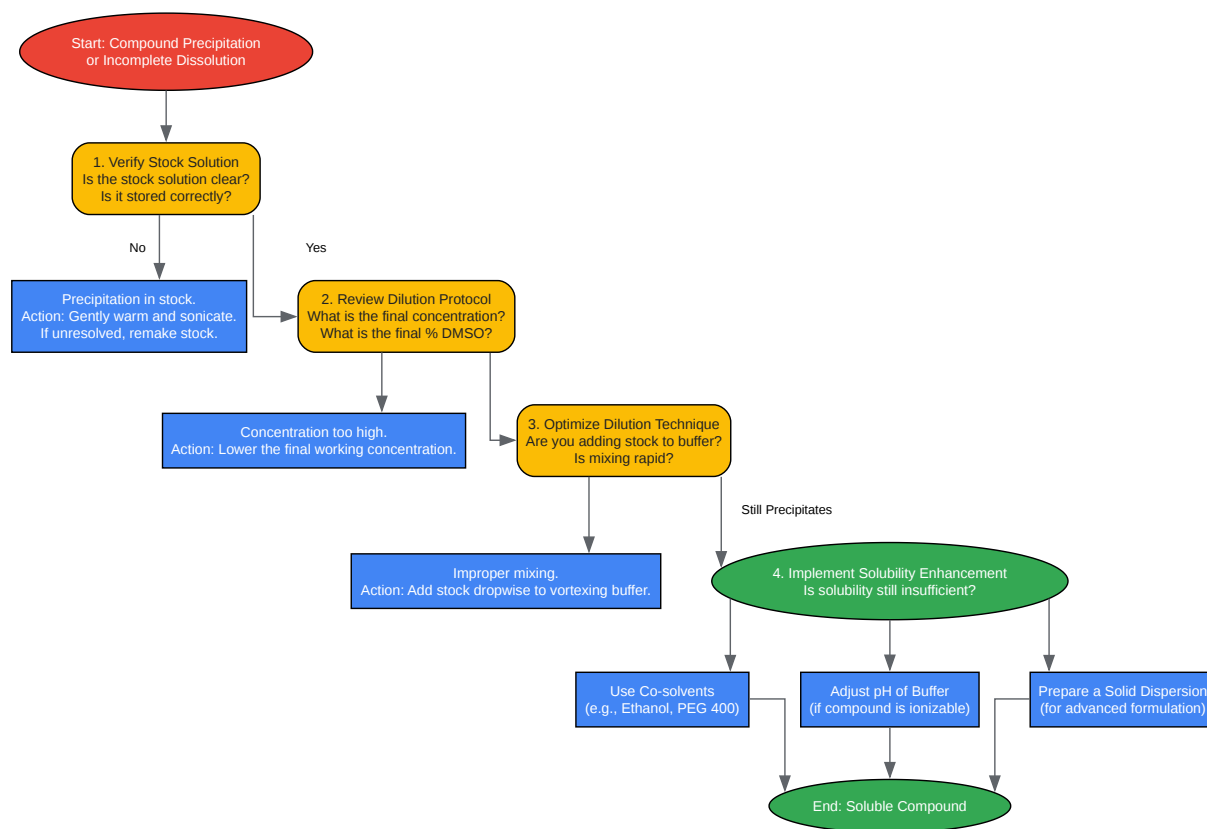 Start: Compound Precipitation
or Incomplete Dissolution
1. Verify Stock Solution
Is the stock solution clear?
Is it stored correctly?
No
Yes
Precipitation in stock.
Action: Gently warm and sonicate.
If unresolved, remake stock.
2. Review Dilution Protocol
What is the final concentration?
What is the final % DMSO?
Concentration too high.
Action: Lower the final working concentration.
3. Optimize Dilution Technique
Are you adding stock to buffer?
Is mixing rapid?
Still Precipitates
Improper mixing.
Action: Add stock dropwise to vortexing buffer.
4. Implement Solubility Enhancement
Is solubility still insufficient?
Use Co-solvents
(e.g., Ethanol, PEG 400)
Adjust pH of Buffer
(if compound is ionizable)
Prepare a Solid Dispersion
(for advanced formulation)
End: Soluble Compound